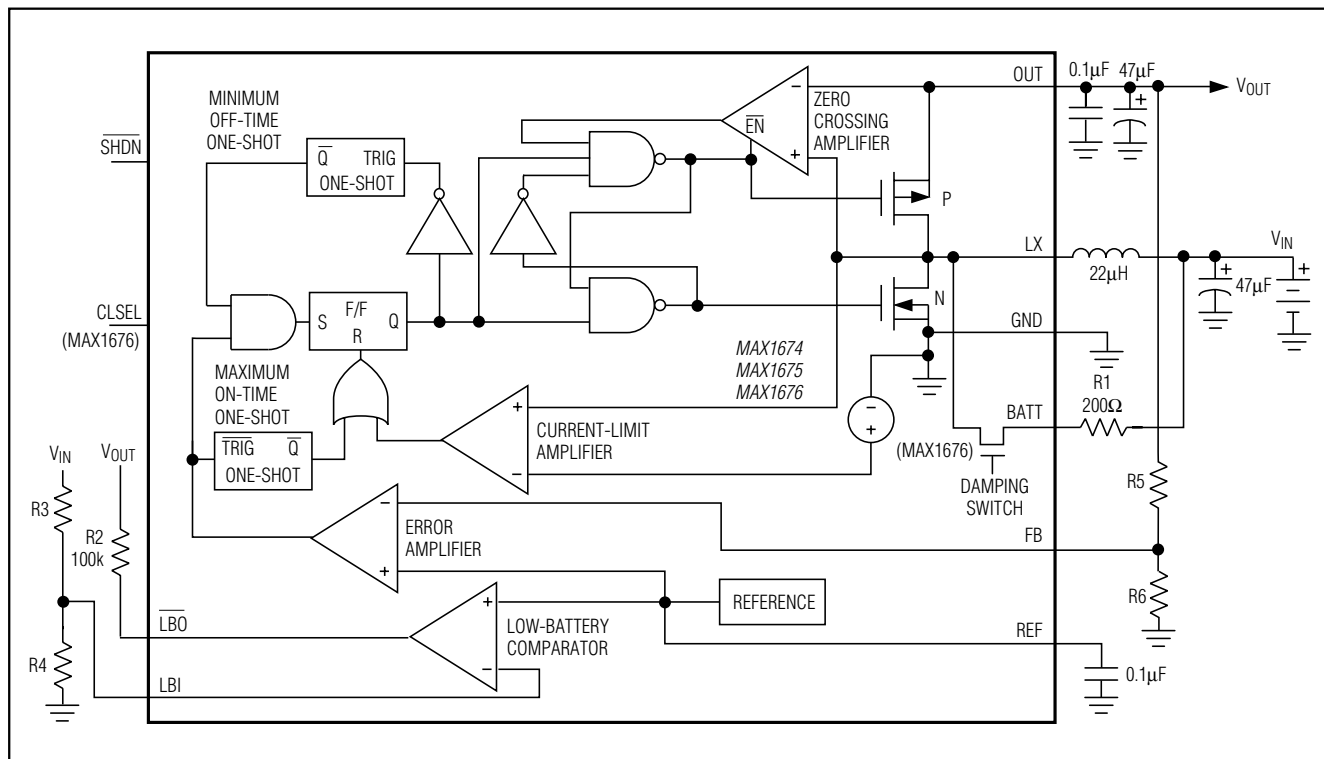 MINIMUM
OFF-TIME
ONE-SHOT
SHDN
Q TRIG
ONE-SHOT
EN
−
+
ZERO
CROSSING
AMPLIFIER
OUT
0.1µF
47µF
+
VOUT
P
LX
22µH
VIN
+
47µF
+
CLSEL
(MAX1676)
F/F
S R Q
N
GND
MAX1674
MAX1675
MAX1676
MAXIMUM
ON-TIME
ONE-SHOT
TRIG Q
ONE-SHOT
+
−
CURRENT-LIMIT
AMPLIFIER
−
+
(MAX1676)
BATT
R1
200Ω
DAMPING
SWITCH
R5
VIN
VOUT
R3
R2
100k
−
+
ERROR
AMPLIFIER
FB
R6
REFERENCE
LBO
+
−
LOW-BATTERY
COMPARATOR
REF
0.1µF
R4
LBI